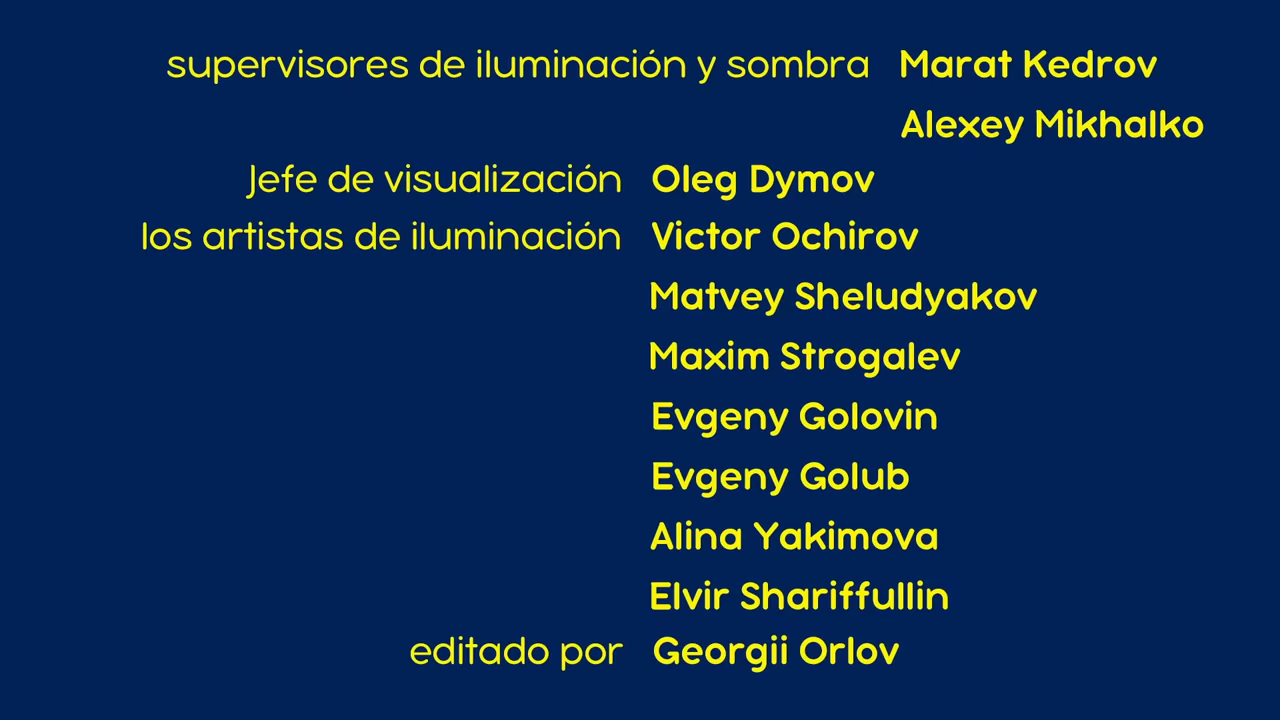 supervisores de iluminación y sombra Marat Kedrov
Alexey Mikhalko
Jefe de visualización Oleg Dymov
los artistas de iluminación Victor Ochirov
Matvey Sheludyakov
Maxim Strogalev
Evgeny Golovin
Evgeny Golub
Alina Yakimova
Elvir Shariffullin
editado por Georgii Orlov